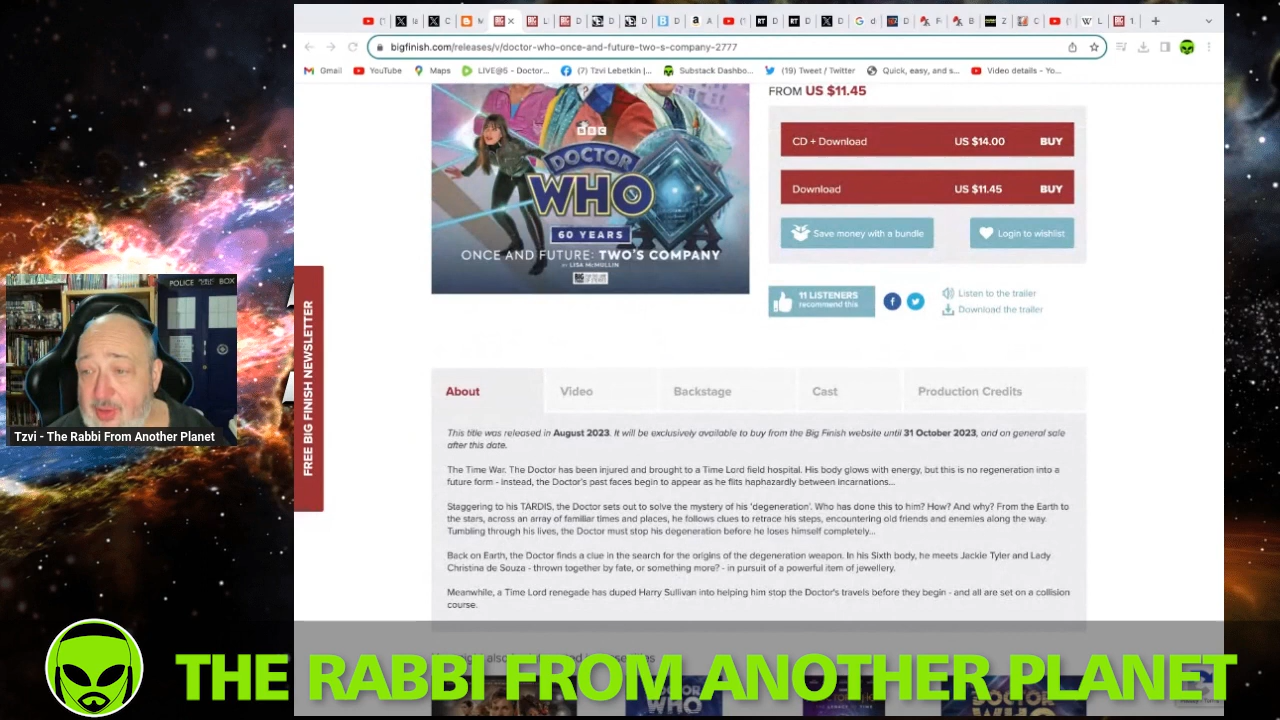 bigfinish.com/releases/v/doctor-who-once-and-future-two-s-company-2777
Gmail YouTube Maps LIVE@5 - Doctor... (7) Tzvi Lebetkin |... Substack Dashbo... (19) Tweet / Twitter Quick, easy, and s... Video details - Yo...
FROM US $11.45
CD + Download US $14.00 BUY
Download US $11.45 BUY
Save money with a bundle
Login to wishlist
11 LISTENERS
recommend this
Listen to the trailer
Download the trailer
BBC
DOCTOR
WHO
60 YEARS
ONCE AND FUTURE: TWO'S COMPANY
BY LISA McMULLIN
FREE BIG FINISH NEWSLETTER
POLICE BOX
Tzvi - The Rabbi From Another Planet
About Video Backstage Cast Production Credits
This title was released in August 2023. It will be exclusively available to buy from the Big Finish website until 31 October 2023, and on general sale
after this date.
The Time War. The Doctor has been injured and brought to a Time Lord field hospital. His body glows with energy, but this is no regeneration into a
future form - instead, the Doctor's past faces begin to appear as he flits haphazardly between incarnations...
Staggering to his TARDIS, the Doctor sets out to solve the mystery of his 'degeneration'. Who has done this to him? How? And why? From the Earth to
the stars, across an array of familiar times and places, he follows clues to retrace his steps, encountering old friends and enemies along the way.
Tumbling through his lives, the Doctor must stop his degeneration before he loses himself completely...
Back on Earth, the Doctor finds a clue in the search for the origins of the degeneration weapon. In his Sixth body, he meets Jackie Tyler and Lady
Christina de Souza - thrown together by fate, or something more? - in pursuit of a powerful item of jewellery.
Meanwhile, a Time Lord renegade has duped Harry Sullivan into helping him stop the Doctor's travels before they begin - and all are set on a collision
course.
THE RABBI FROM ANOTHER PLANET
WHO